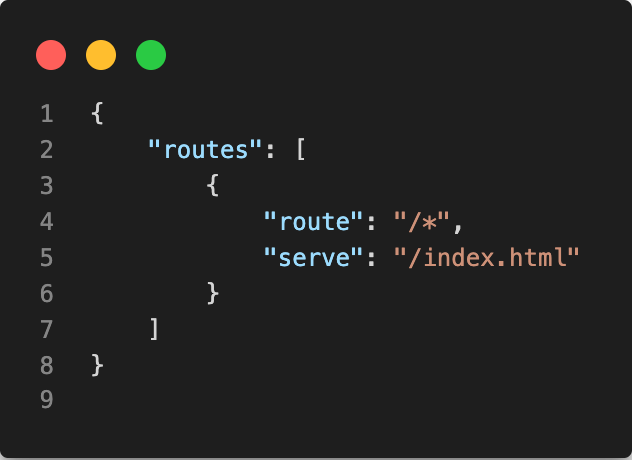 1 {
2     "routes": [
3         {
4             "route": "/*",
5             "serve": "/index.html"
6         }
7     ]
8 }
9